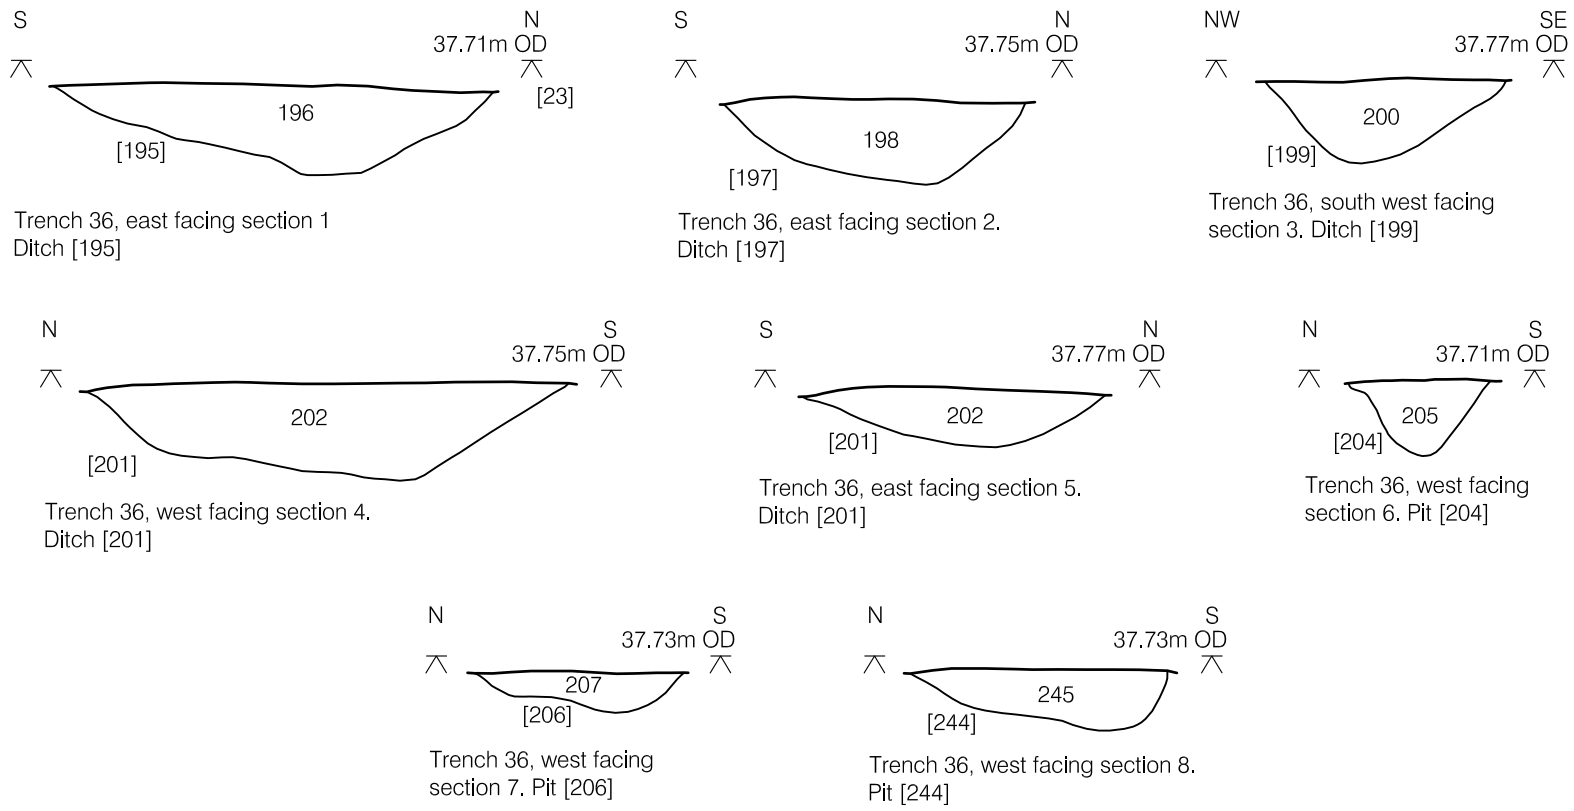 S N
37.71m OD
196
[23]
[195]
Trench 36, east facing section 1
Ditch [195]
S N
37.75m OD
198
[197]
Trench 36, east facing section 2.
Ditch [197]
NW SE
37.77m OD
200
[199]
Trench 36, south west facing
section 3. Ditch [199]
N S
37.75m OD
202
[201]
Trench 36, west facing section 4.
Ditch [201]
S N
37.77m OD
202
[201]
Trench 36, east facing section 5.
Ditch [201]
N S
37.71m OD
205
[204]
Trench 36, west facing
section 6. Pit [204]
N S
37.73m OD
207
[206]
Trench 36, west facing
section 7. Pit [206]
N S
37.73m OD
245
[244]
Trench 36, west facing section 8.
Pit [244]